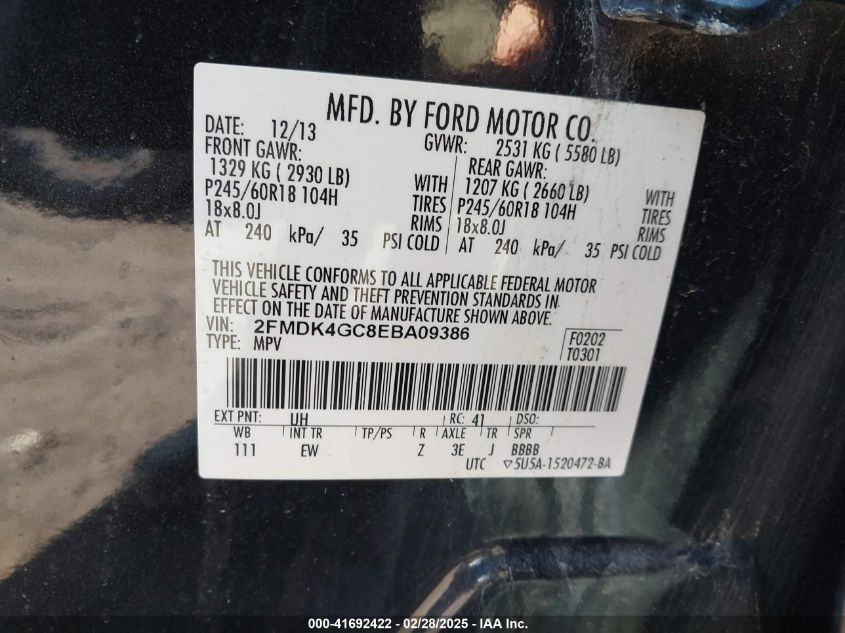 MFD. BY FORD MOTOR CO.
DATE: 12/13 GVWR: 2531 KG ( 5580 LB)
FRONT GAWR: REAR GAWR:
1329 KG ( 2930 LB) WITH 1207 KG ( 2660 LB) WITH
P245/60R18 104H TIRES P245/60R18 104H TIRES
18x8.0J RIMS 18x8.0J RIMS
AT 240 kPa/ 35 PSI COLD AT 240 kPa/ 35 PSI COLD
THIS VEHICLE CONFORMS TO ALL APPLICABLE FEDERAL MOTOR
VEHICLE SAFETY AND THEFT PREVENTION STANDARDS IN
EFFECT ON THE DATE OF MANUFACTURE SHOWN ABOVE.
VIN: 2FMDK4GC8EBA09386 F0202
TYPE: MPV T0301
EXT PNT: UH RC: 41 DSO:
WB INT TR TP/PS R AXLE TR SPR
111 EW Z 3E J BBBB
UTC ▽5U5A-1520472-BA
000-41692422 - 02/28/2025 - IAA Inc.